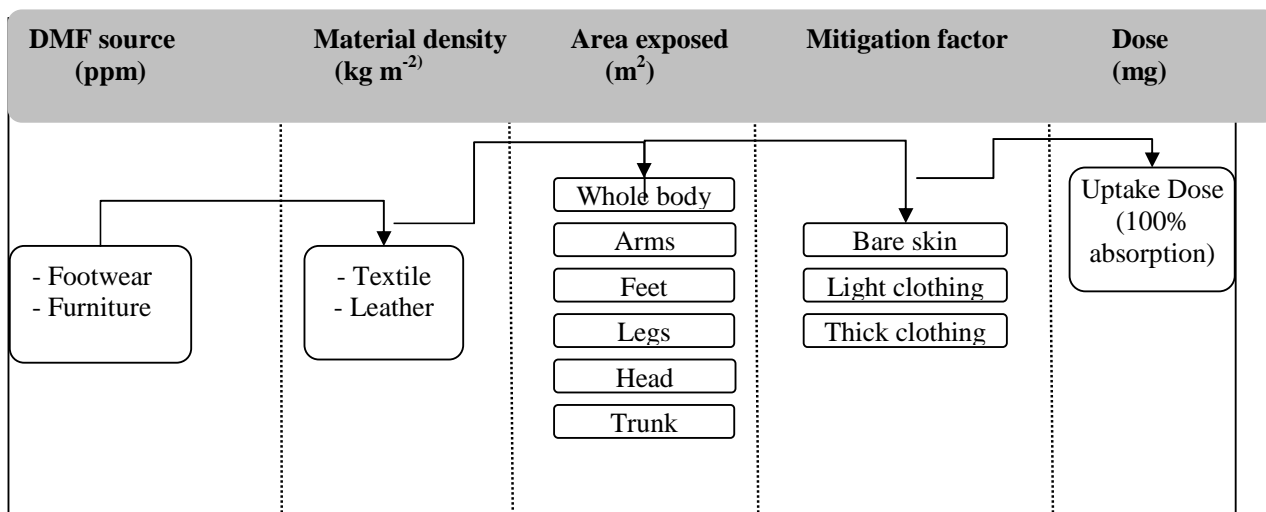 DMF source
(ppm)
Material density
(kg m-2)
Area exposed
(m2)
Mitigation factor
Dose
(mg)
- Footwear
- Furniture
- Textile
- Leather
Whole body
Arms
Feet
Legs
Head
Trunk
Bare skin
Light clothing
Thick clothing
Uptake Dose
(100%
absorption)